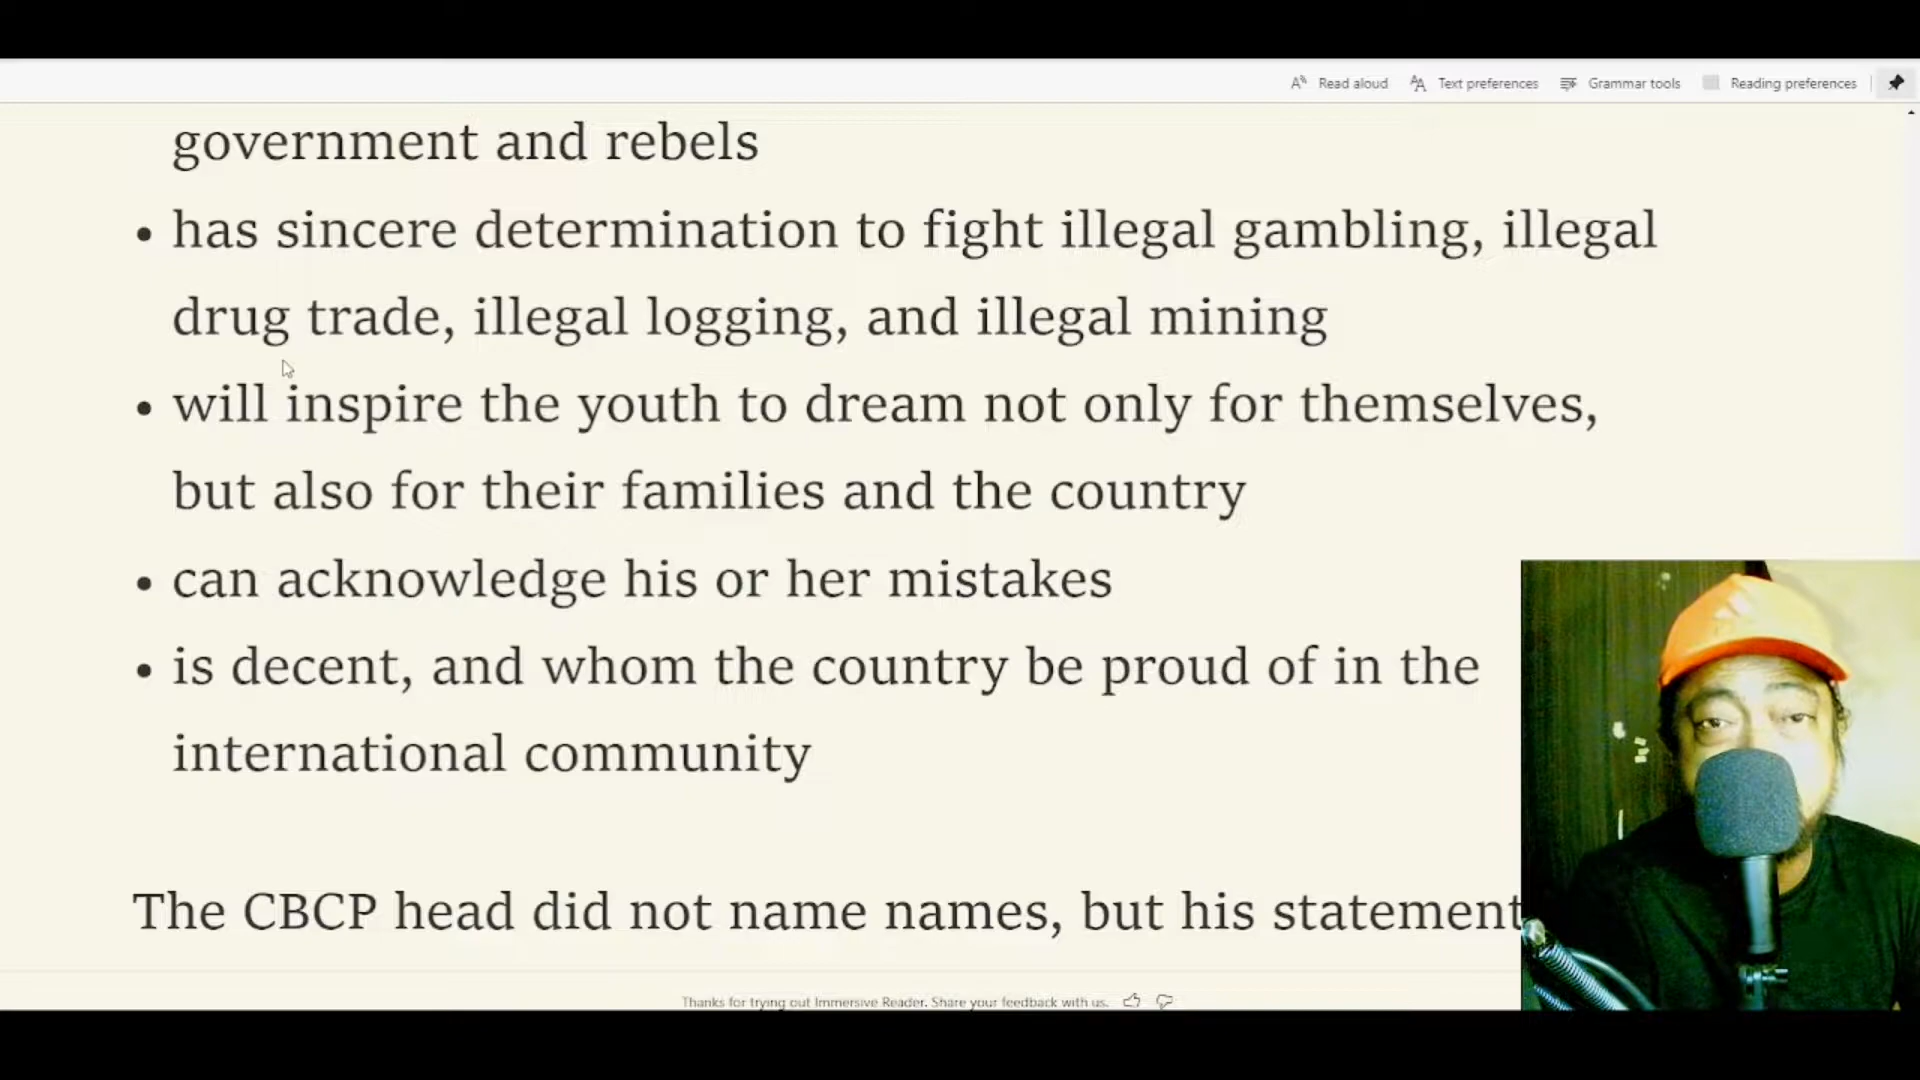 Read aloud Text preferences Grammar tools Reading preferences
government and rebels
• has sincere determination to fight illegal gambling, illegal
drug trade, illegal logging, and illegal mining
• will inspire the youth to dream not only for themselves,
but also for their families and the country
• can acknowledge his or her mistakes
• is decent, and whom the country be proud of in the
international community
The CBCP head did not name names, but his statement
Thanks for trying out Immersive Reader. Share your feedback with us.